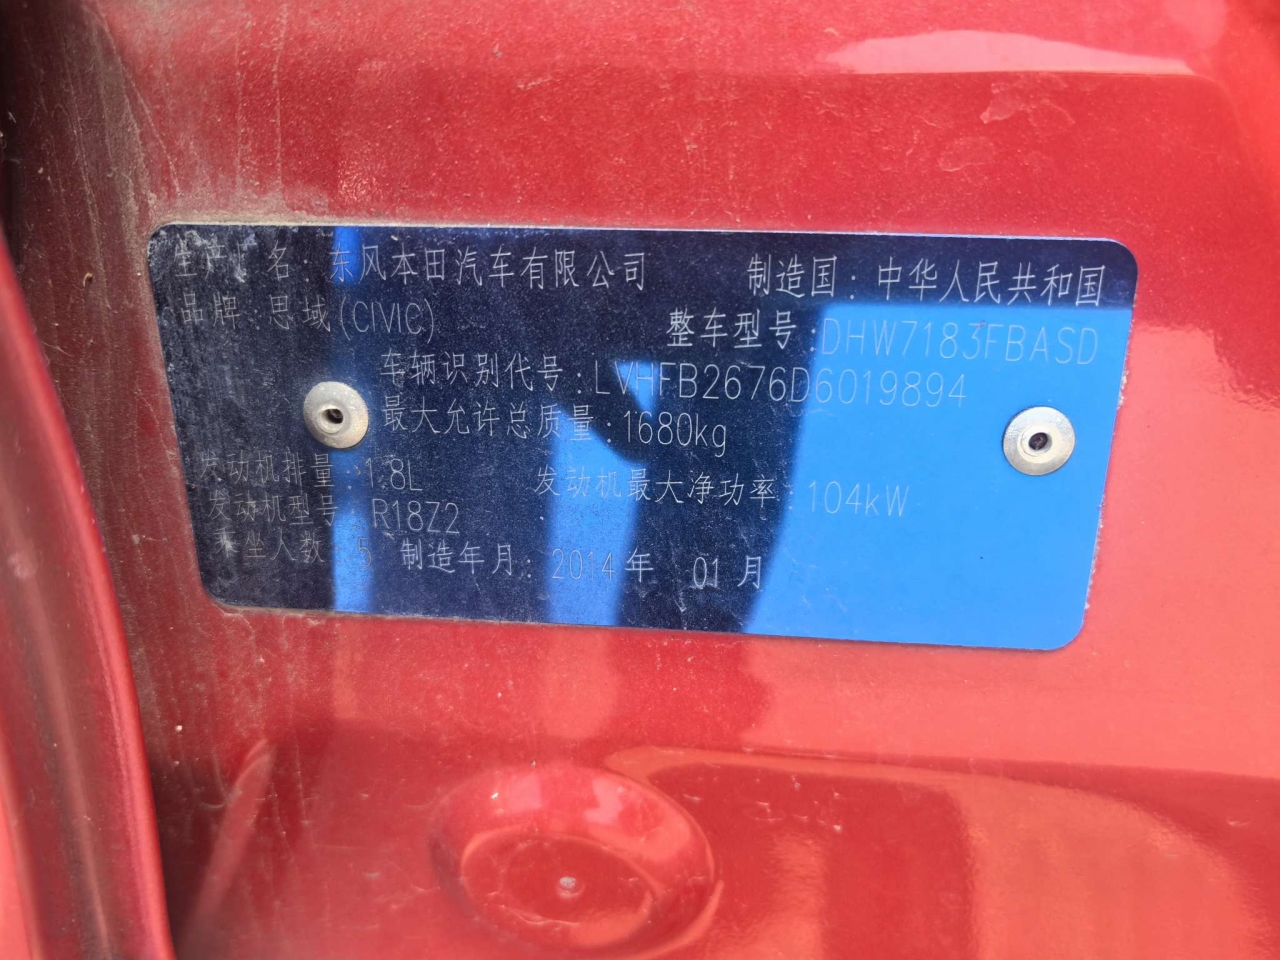 生产厂名：东风本田汽车有限公司 制造国：中华人民共和国
品牌：思域(CIVIC) 整车型号：DHW7183FBASD
车辆识别代号：LVHFB2676D6019894
最大允许总质量：1680kg
发动机排量：1.8L 发动机最大净功率：104kW
发动机型号：R18Z2
乘坐人数：5 制造年月：2014年 01月